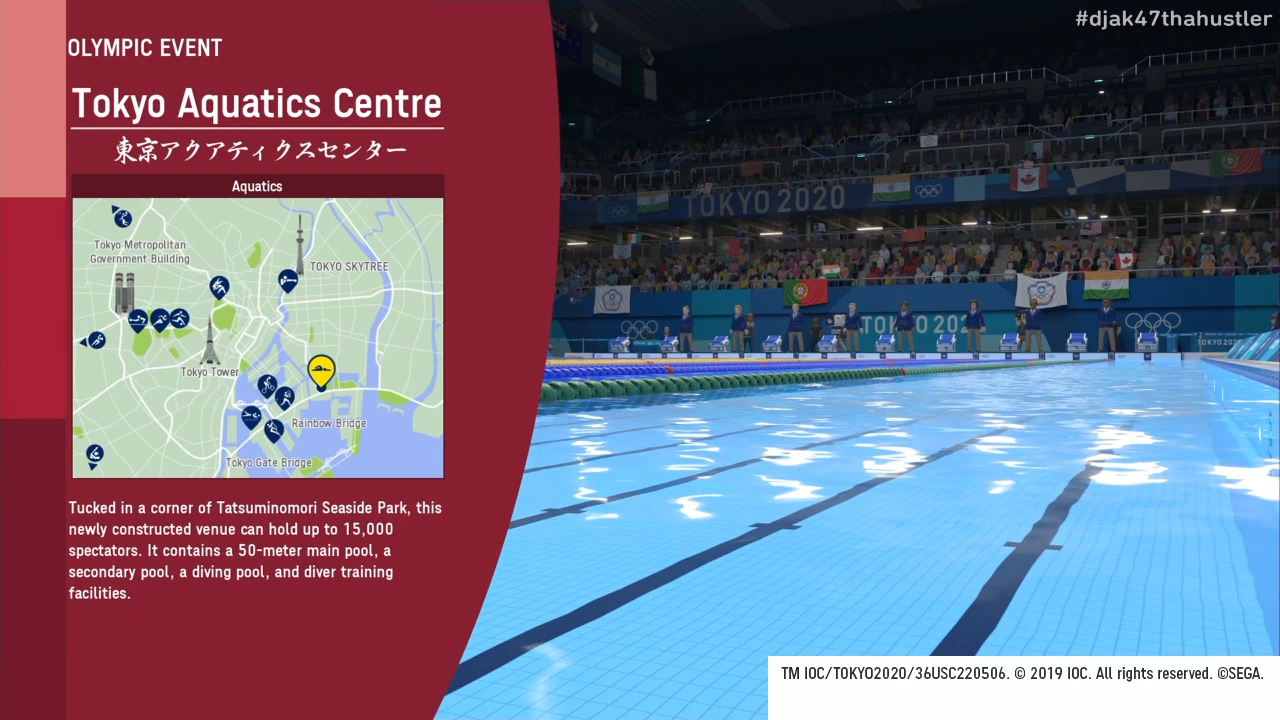 #djak47thahustler
OLYMPIC EVENT
Tokyo Aquatics Centre
東京アクアティクスセンター
Aquatics
Tokyo Metropolitan
Government Building
TOKYO SKYTREE
Tokyo Tower
Rainbow Bridge
Tokyo Gate Bridge
Tucked in a corner of Tatsuminomori Seaside Park, this
newly constructed venue can hold up to 15,000
spectators. It contains a 50-meter main pool, a
secondary pool, a diving pool, and diver training
facilities.
TOKYO 2020
TOKYO 202
TOKYO 202
TM IOC/TOKYO2020/36USC220506. © 2019 IOC. All rights reserved. ©SEGA.